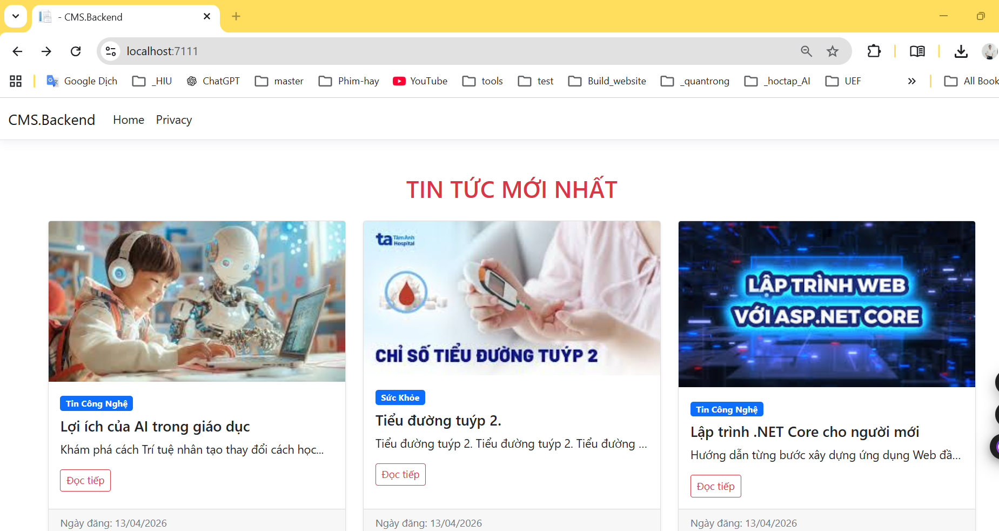 - CMS.Backend
localhost:7111
Google Dịch
_HIU
ChatGPT
master
Phim-hay
YouTube
tools
test
Build_website
_quantrong
_hoctap_AI
UEF
All Book
CMS.Backend
Home
Privacy
TIN TỨC MỚI NHẤT
Tin Công Nghệ
Lợi ích của AI trong giáo dục
Khám phá cách Trí tuệ nhân tạo thay đổi cách học...
Đọc tiếp
Ngày đăng: 13/04/2026
ta TâmAnh
Hospital
CHỈ SỐ TIỂU ĐƯỜNG TUÝP 2
Sức Khỏe
Tiểu đường tuýp 2.
Tiểu đường tuýp 2. Tiểu đường tuýp 2. Tiểu đường ...
Đọc tiếp
Ngày đăng: 13/04/2026
LẬP TRÌNH WEB
VỚI ASP.NET CORE
Tin Công Nghệ
Lập trình .NET Core cho người mới
Hướng dẫn từng bước xây dựng ứng dụng Web đầ...
Đọc tiếp
Ngày đăng: 13/04/2026